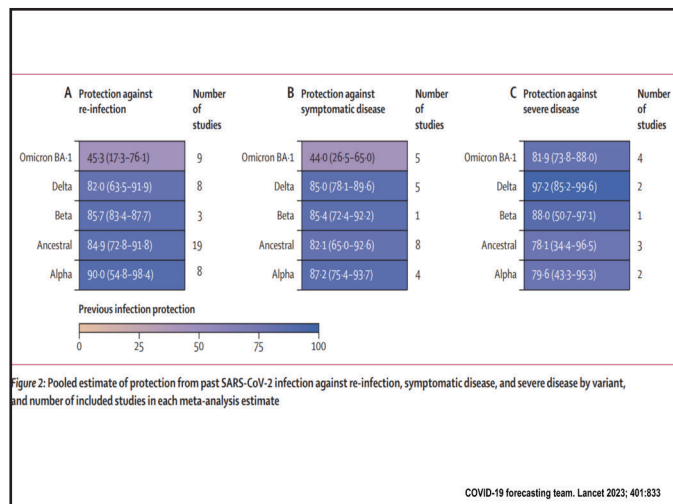 A Protection against re-infection
Number of studies
Omicron BA·1 45·3 (17·3–76·1) 9
Delta 82·0 (63·5–91·9) 8
Beta 85·7 (83·4–87·7) 3
Ancestral 84·9 (72·8–91·8) 19
Alpha 90·0 (54·8–98·4) 8
B Protection against symptomatic disease
Number of studies
Omicron BA·1 44·0 (26·5–65·0) 5
Delta 85·0 (78·1–89·6) 5
Beta 85·4 (72·4–92·2) 1
Ancestral 82·1 (65·0–92·6) 8
Alpha 87·2 (75·4–93·7) 4
C Protection against severe disease
Number of studies
Omicron BA·1 81·9 (73·8–88·0) 4
Delta 97·2 (85·2–99·6) 2
Beta 88·0 (50·7–97·1) 1
Ancestral 78·1 (34·4–96·5) 3
Alpha 79·6 (43·3–95·3) 2
Previous infection protection
0 25 50 75 100
Figure 2: Pooled estimate of protection from past SARS-CoV-2 infection against re-infection, symptomatic disease, and severe disease by variant,
and number of included studies in each meta-analysis estimate
COVID-19 forecasting team. Lancet 2023; 401:833